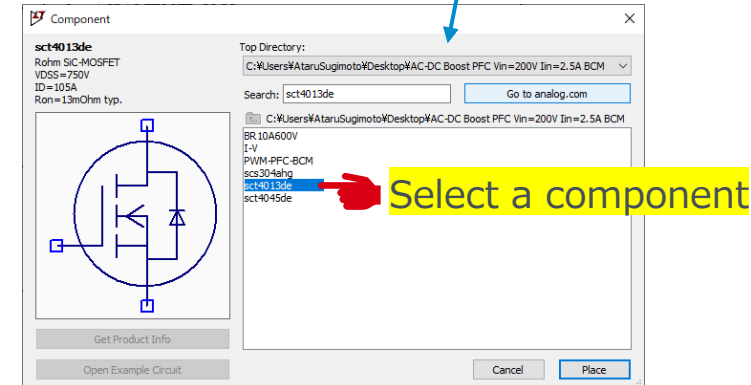 Component
sct4013de
Rohm SiC-MOSFET
VDSS=750V
ID=105A
Ron=13mOhm typ.
Top Directory:
C:¥Users¥AtaruSugimoto¥Desktop¥AC-DC Boost PFC Vin=200V Iin=2.5A BCM
Search: sct4013de Go to analog.com
C:¥Users¥AtaruSugimoto¥Desktop¥AC-DC Boost PFC Vin=200V Iin=2.5A BCM
BR10A600V
I-V
PWM-PFC-BCM
scs304ahg
sct4013de
sct4045de
Select a component
Get Product Info
Open Example Circuit
Cancel Place